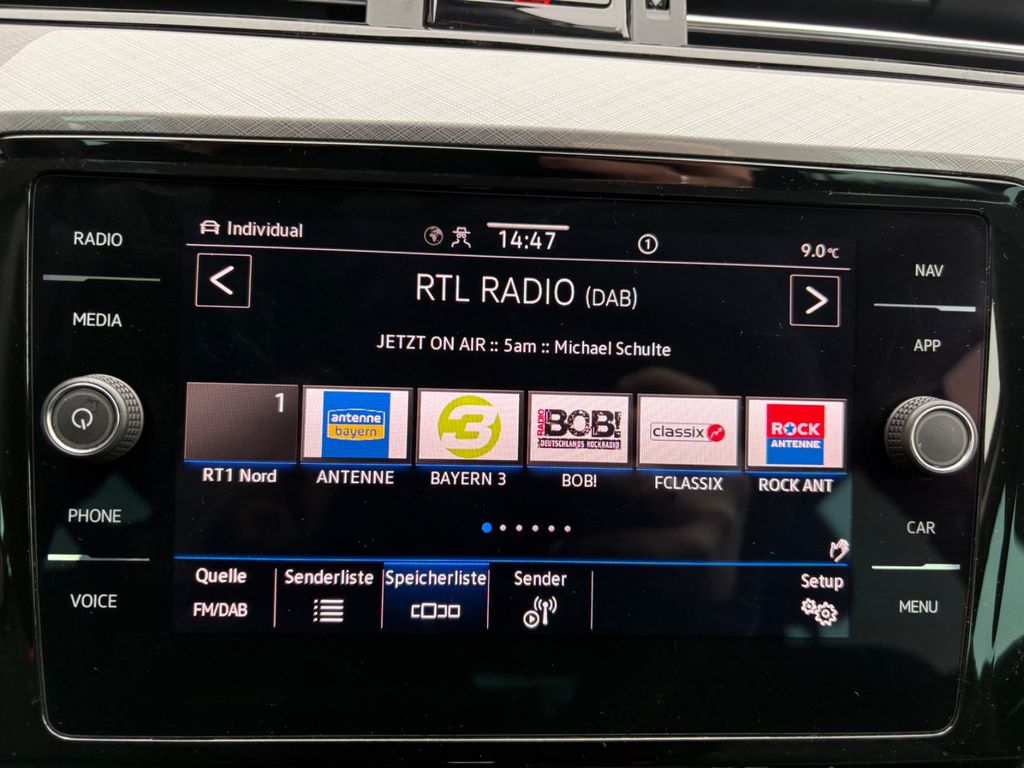 RADIO
MEDIA
PHONE
VOICE
Individual
14:47
1
9.0°C
RTL RADIO (DAB)
JETZT ON AIR :: 5am :: Michael Schulte
1
antenne
bayern
3
RADIO
BOB!
DEUTSCHLANDS ROCKRADIO
classix
ROCK
ANTENNE
RT1 Nord
ANTENNE
BAYERN 3
BOB!
FCLASSIX
ROCK ANT
Quelle
FM/DAB
Senderliste
Speicherliste
Sender
Setup
NAV
APP
CAR
MENU